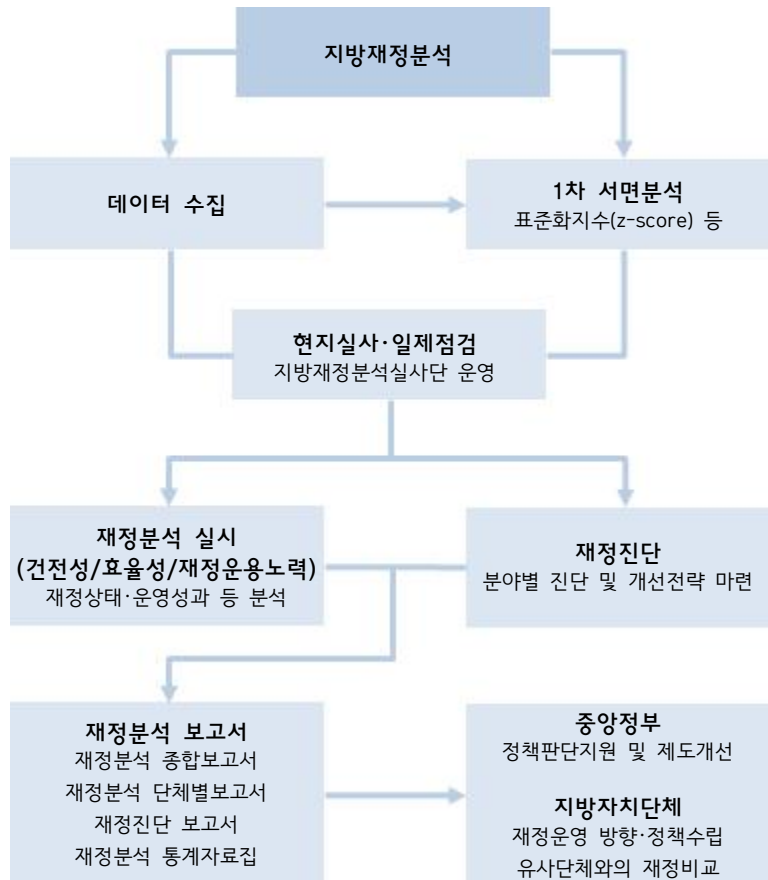 지방재정분석
데이터 수집
1차 서면분석
표준화지수(z-score) 등
현지실사·일제점검
지방재정분석실사단 운영
재정분석 실시
(건전성/효율성/재정운용노력)
재정상태·운영성과 등 분석
재정진단
분야별 진단 및 개선전략 마련
재정분석 보고서
재정분석 종합보고서
재정분석 단체별보고서
재정진단 보고서
재정분석 통계자료집
중앙정부
정책판단지원 및 제도개선
지방자치단체
재정운영 방향·정책수립
유사단체와의 재정비교